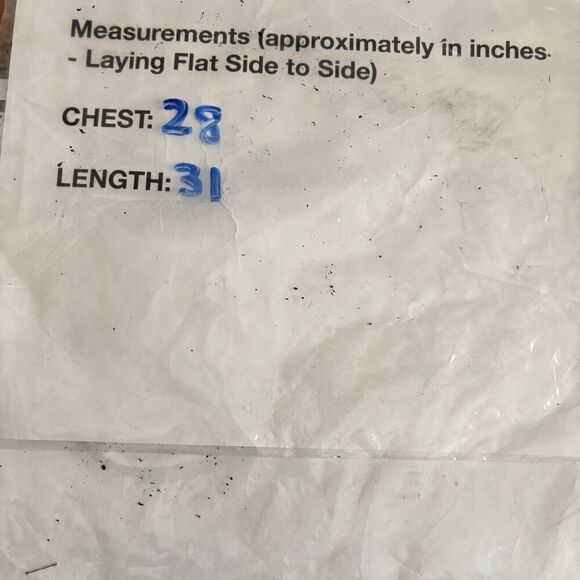 Measurements (approximately in inches.
- Laying Flat Side to Side)
CHEST: 28
LENGTH: 31